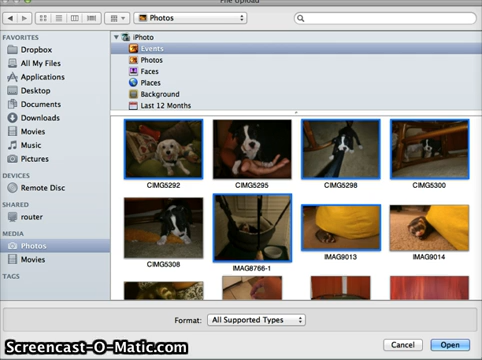 File Upload
Photos
FAVORITES
Dropbox
All My Files
Applications
Desktop
Documents
Downloads
Movies
Music
Pictures
DEVICES
Remote Disc
SHARED
router
MEDIA
Photos
Movies
TAGS
iPhoto
Events
Photos
Faces
Places
Background
Last 12 Months
CIMG5292
CIMG5295
CIMG5298
CIMG5300
CIMG5308
IMAG8766-1
IMAG9013
IMAG9014
Format: All Supported Types
Cancel
Open
Screencast-O-Matic.com